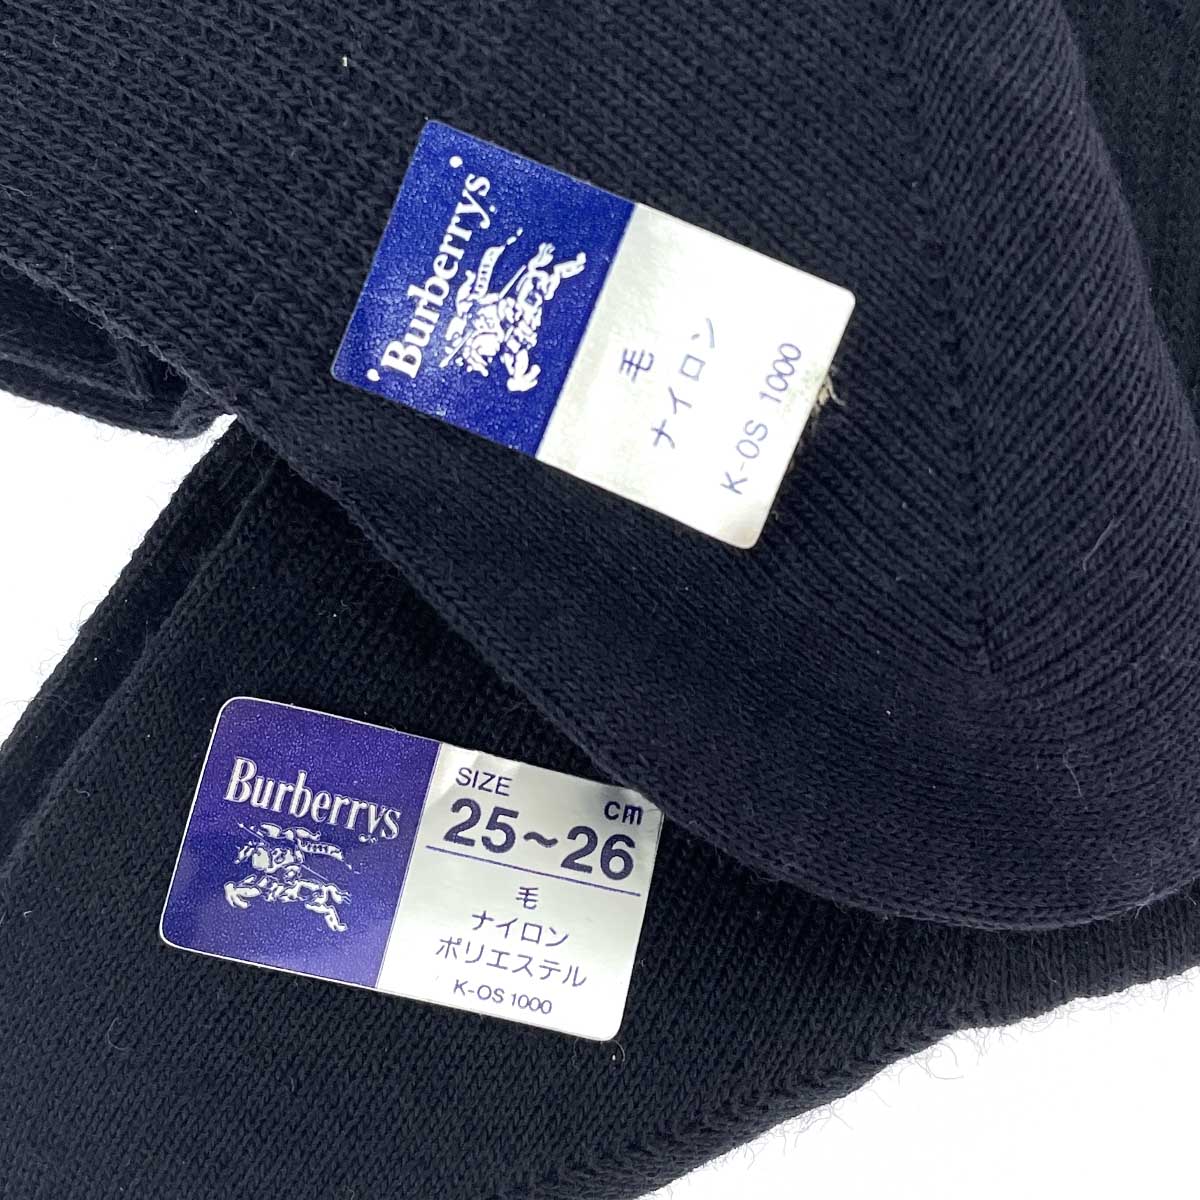 Burberrys
毛
ナイロン
K-OS 1000
Burberrys
SIZE
25~26 cm
毛
ナイロン
ポリエステル
K-OS 1000